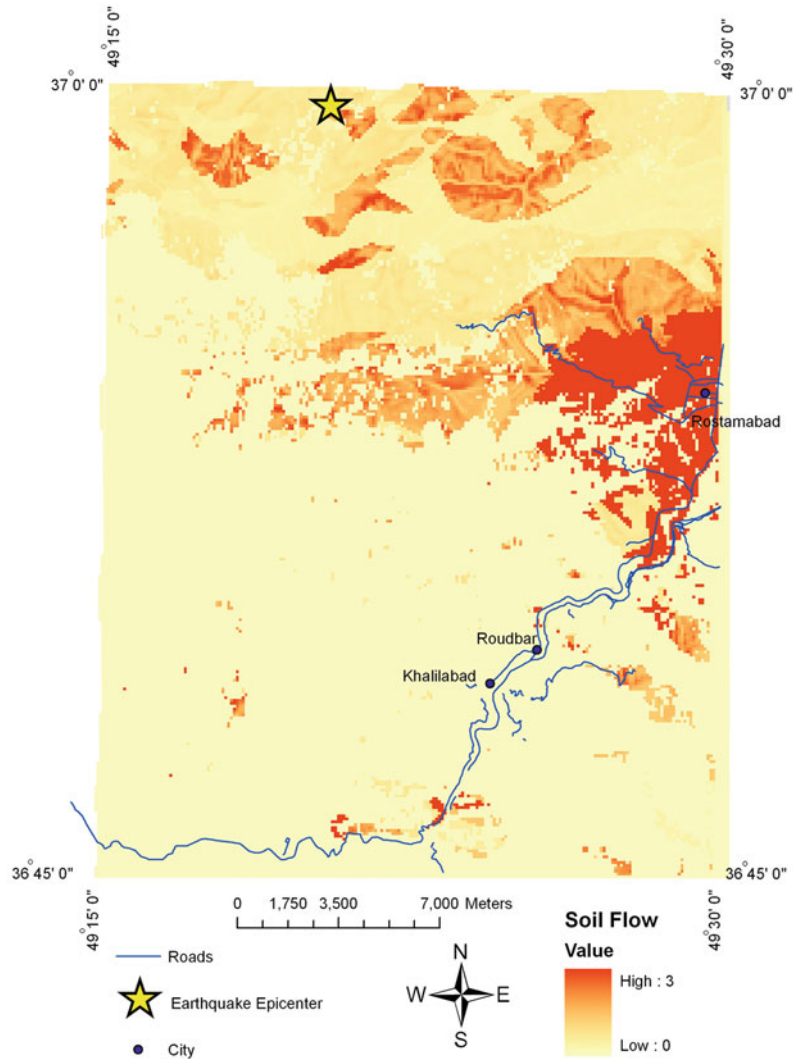 49° 15' 0"
49° 30' 0"
37° 0' 0"
37° 0' 0"
Rostamabad
Roudbar
Khalilabad
36° 45' 0"
36° 45' 0"
49° 15' 0"
49° 30' 0"
0 1,750 3,500 7,000 Meters
Roads
Earthquake Epicenter
City
N
W E
S
Soil Flow
Value
High : 3
Low : 0